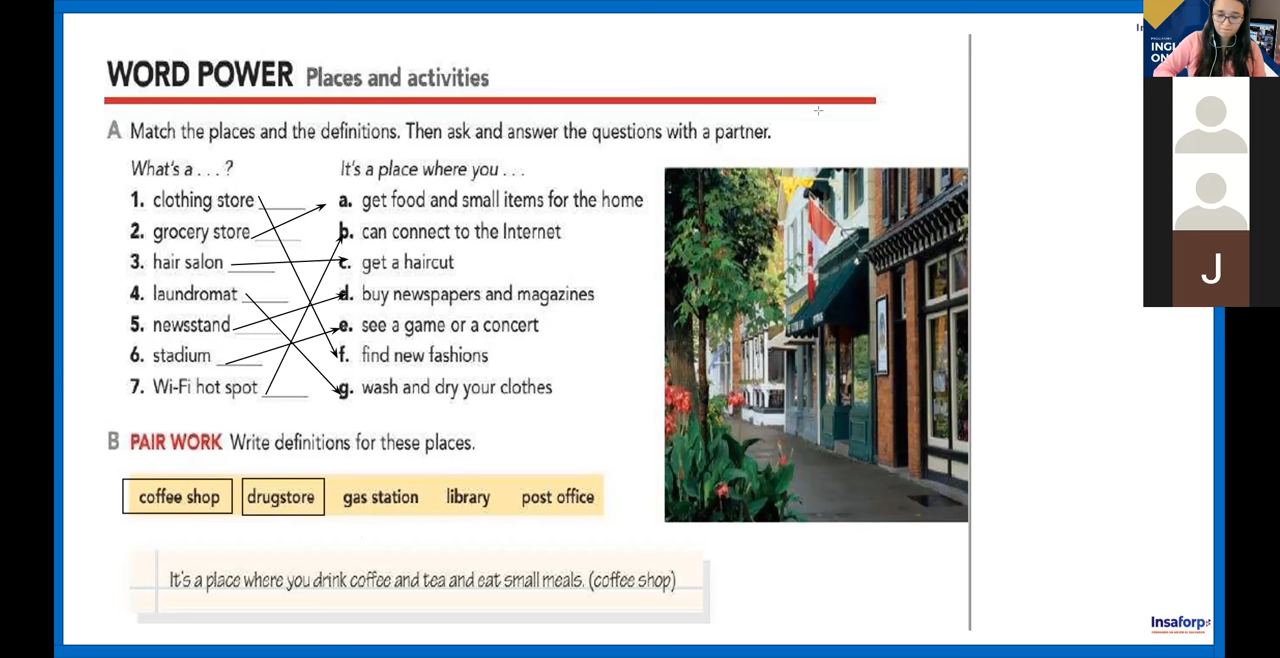 WORD POWER Places and activities
A Match the places and the definitions. Then ask and answer the questions with a partner.
What's a . . . ?
It's a place where you . . .
1. clothing store
2. grocery store
3. hair salon
4. laundromat
5. newsstand
6. stadium
7. Wi-Fi hot spot
a. get food and small items for the home
b. can connect to the Internet
c. get a haircut
d. buy newspapers and magazines
e. see a game or a concert
f. find new fashions
g. wash and dry your clothes
B PAIR WORK Write definitions for these places.
coffee shop drugstore gas station library post office
It's a place where you drink coffee and tea and eat small meals. (coffee shop)
J
Insaforp